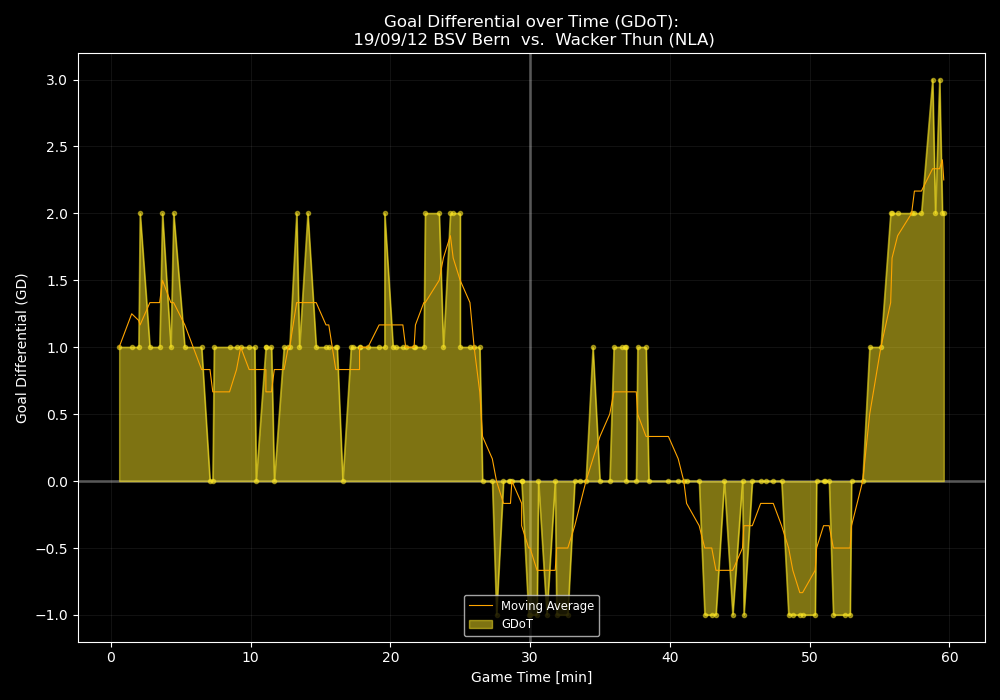 Goal Differential over Time (GDoT):
19/09/12 BSV Bern  vs.  Wacker Thun (NLA)
3.0
2.5
2.0
1.5
1.0
0.5
0.0
−0.5
−1.0
Goal Differential (GD)
Moving Average
GDoT
0 10 20 30 40 50 60
Game Time [min]